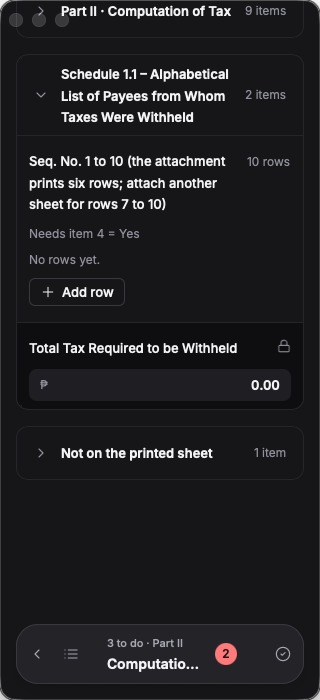 Part II · Computation of Tax 9 items
Schedule 1.1 – Alphabetical
List of Payees from Whom
Taxes Were Withheld
2 items
Seq. No. 1 to 10 (the attachment
prints six rows; attach another
sheet for rows 7 to 10)
10 rows
Needs item 4 = Yes
No rows yet.
+ Add row
Total Tax Required to be Withheld
₱ 0.00
Not on the printed sheet 1 item
3 to do · Part II
Computatio...
2